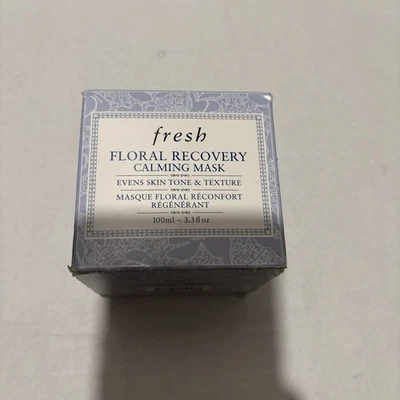 fresh
FLORAL RECOVERY
CALMING MASK
EVENS SKIN TONE & TEXTURE
MASQUE FLORAL RÉCONFORT
RÉGÉNÉRANT
100ml – 3.3fl oz